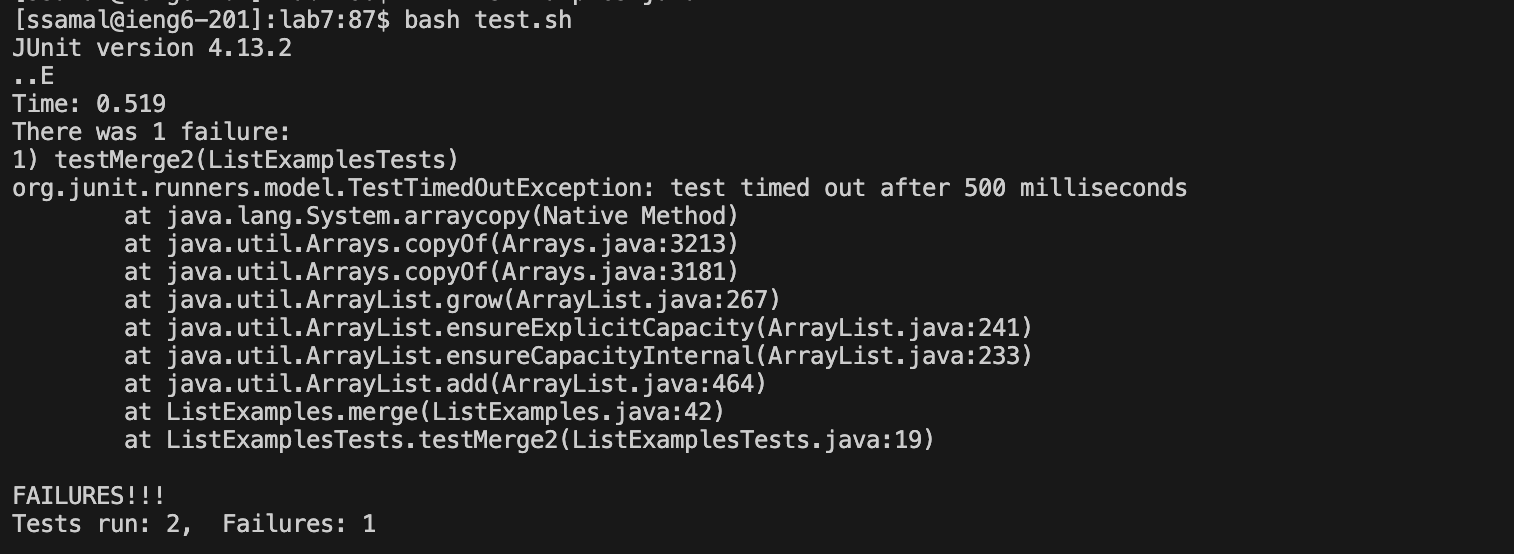 [ssamal@ieng6-201]:lab7:87$ bash test.sh
JUnit version 4.13.2
..E
Time: 0.519
There was 1 failure:
1) testMerge2(ListExamplesTests)
org.junit.runners.model.TestTimedOutException: test timed out after 500 milliseconds
at java.lang.System.arraycopy(Native Method)
at java.util.Arrays.copyOf(Arrays.java:3213)
at java.util.Arrays.copyOf(Arrays.java:3181)
at java.util.ArrayList.grow(ArrayList.java:267)
at java.util.ArrayList.ensureExplicitCapacity(ArrayList.java:241)
at java.util.ArrayList.ensureCapacityInternal(ArrayList.java:233)
at java.util.ArrayList.add(ArrayList.java:464)
at ListExamples.merge(ListExamples.java:42)
at ListExamplesTests.testMerge2(ListExamplesTests.java:19)
FAILURES!!!
Tests run: 2,  Failures: 1